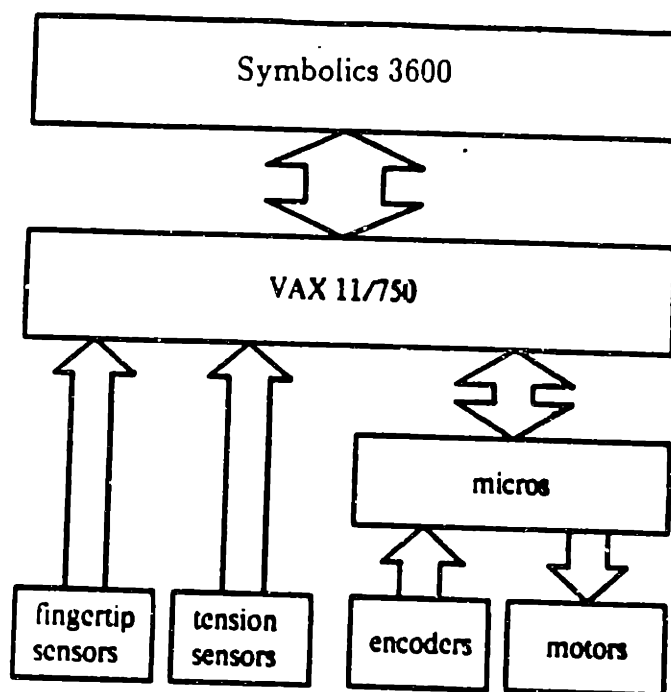 Symbolics 3600
VAX 11/750
micros
fingertip
sensors
tension
sensors
encoders
motors